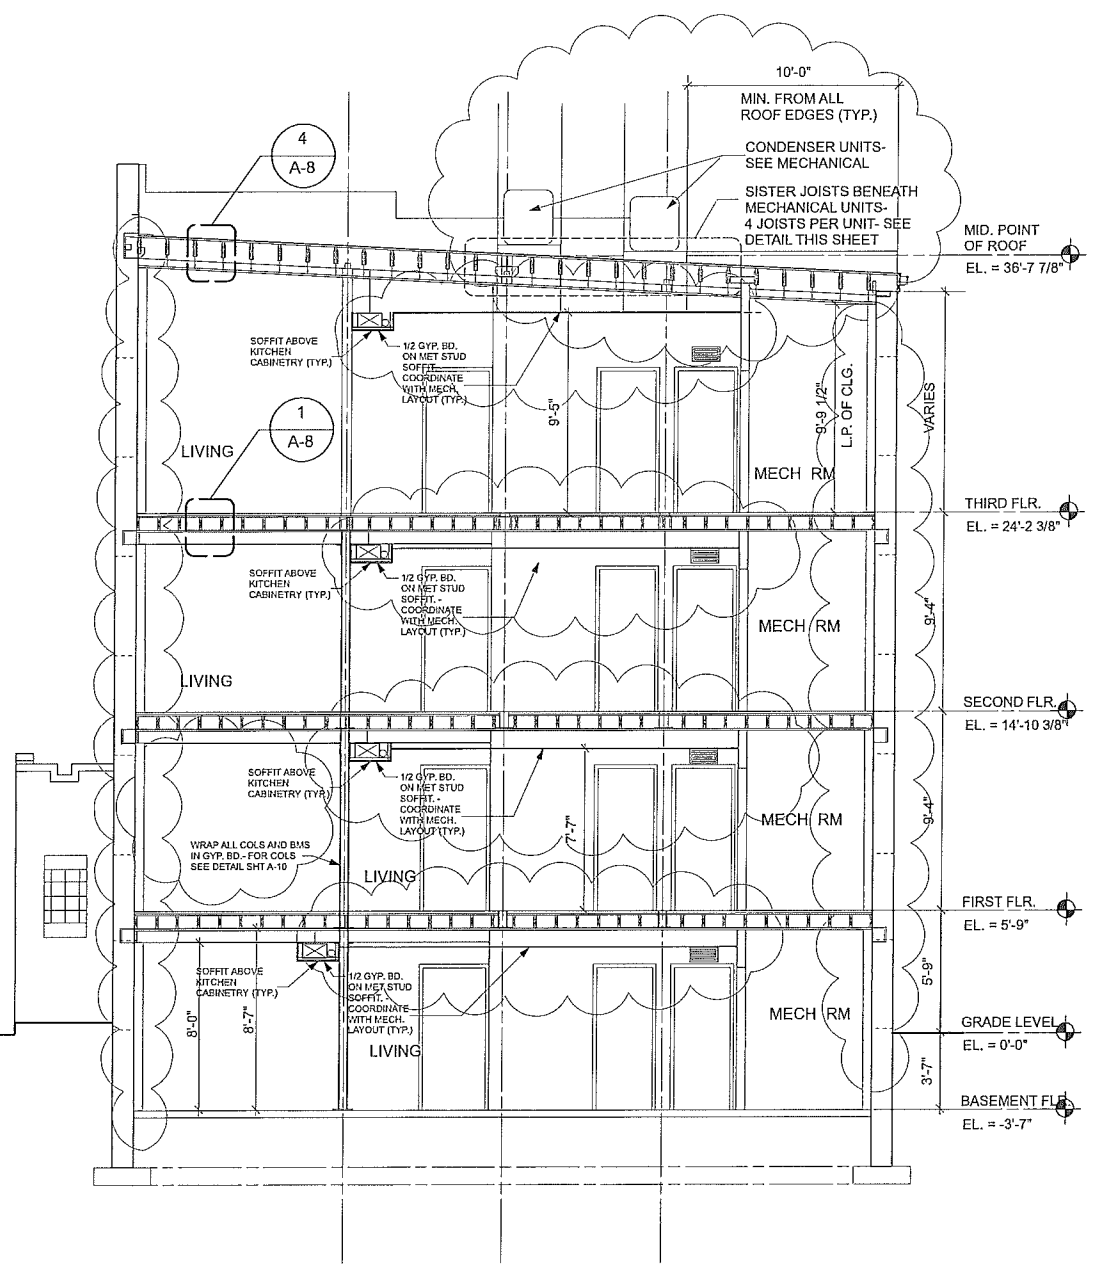 10'-0"
MIN. FROM ALL
ROOF EDGES (TYP.)
CONDENSER UNITS-
SEE MECHANICAL
SISTER JOISTS BENEATH
MECHANICAL UNITS-
4 JOISTS PER UNIT- SEE
DETAIL THIS SHEET
4
A-8
MID. POINT
OF ROOF
EL. = 36'-7 7/8"
SOFFIT ABOVE
KITCHEN
CABINETRY (TYP.)
1/2 GYP. BD.
ON MET STUD
SOFFIT. -
COORDINATE
WITH MECH.
LAYOUT (TYP.)
9'-5"
9'-9 1/2"
L.P. OF CLG.
VARIES
1
A-8
LIVING
MECH RM
THIRD FLR.
EL. = 24'-2 3/8"
SOFFIT ABOVE
KITCHEN
CABINETRY (TYP.)
1/2 GYP. BD.
ON MET STUD
SOFFIT. -
COORDINATE
WITH MECH.
LAYOUT (TYP.)
MECH RM
9'-4"
LIVING
SECOND FLR.
EL. = 14'-10 3/8"
SOFFIT ABOVE
KITCHEN
CABINETRY (TYP.)
1/2 GYP. BD.
ON MET STUD
SOFFIT. -
COORDINATE
WITH MECH.
LAYOUT (TYP.)
7'-7"
MECH RM
9'-4"
WRAP ALL COLS AND BMS
IN GYP. BD.- FOR COLS
SEE DETAIL SHT A-10
LIVING
FIRST FLR.
EL. = 5'-9"
SOFFIT ABOVE
KITCHEN
CABINETRY (TYP.)
1/2 GYP. BD.
ON MET STUD
SOFFIT. -
COORDINATE
WITH MECH.
LAYOUT (TYP.)
8'-0"
8'-7"
LIVING
MECH RM
5'-9"
GRADE LEVEL
EL. = 0'-0"
3'-7"
BASEMENT FLR
EL. = -3'-7"